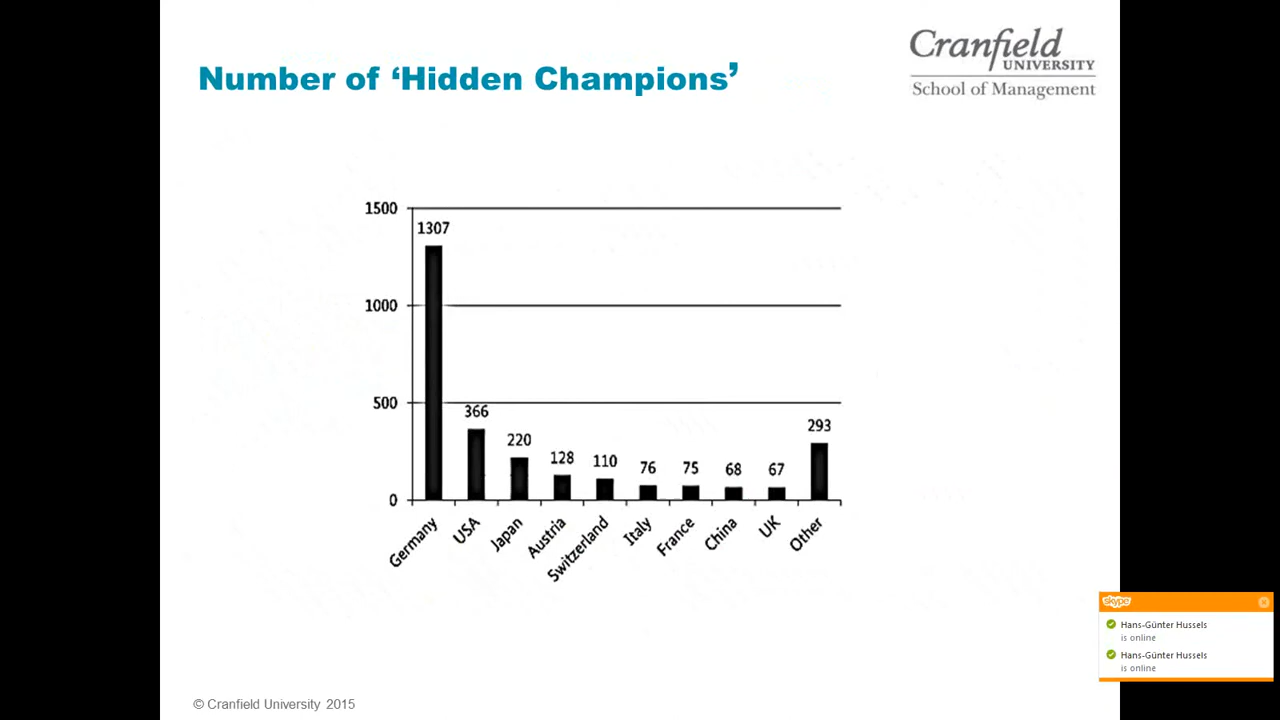 Number of ‘Hidden Champions’
Cranfield
UNIVERSITY
School of Management
1500
1000
500
0
1307
366
220
128
110
76
75
68
67
293
Germany
USA
Japan
Austria
Switzerland
Italy
France
China
UK
Other
skype
Hans-Günter Hussels
is online
Hans-Günter Hussels
is online
© Cranfield University 2015